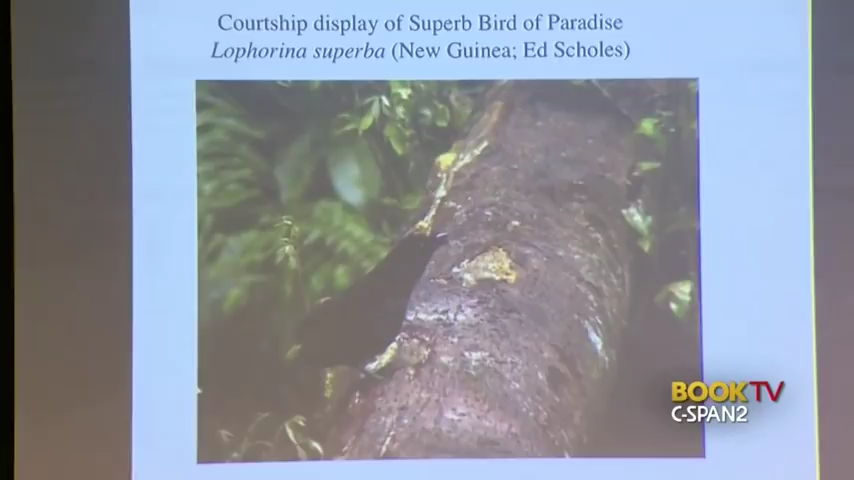 Courtship display of Superb Bird of Paradise
Lophorina superba (New Guinea; Ed Scholes)
BOOK TV
C-SPAN2